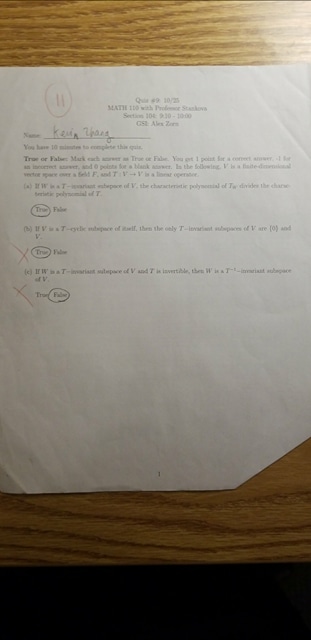 -1
Quiz #9: 10/25
MATH 110 with Professor Stankova
Section 104: 9:10 - 10:00
GSI: Alex Zorn
Name: Kevin Zhang
You have 10 minutes to complete this quiz.
True or False: Mark each answer as True or False. You get 1 point for a correct answer, -1 for
an incorrect answer, and 0 points for a blank answer. In the following, V is a finite-dimensional
vector space over a field F, and T : V → V is a linear operator.
(a) If W is a T−invariant subspace of V, the characteristic polynomial of T_W divides the charac-
teristic polynomial of T.
True False
(b) If V is a T−cyclic subspace of itself, then the only T−invariant subspaces of V are {0} and
V.
True False
(c) If W is a T−invariant subspace of V and T is invertible, then W is a T⁻¹−invariant subspace
of V.
True False
1